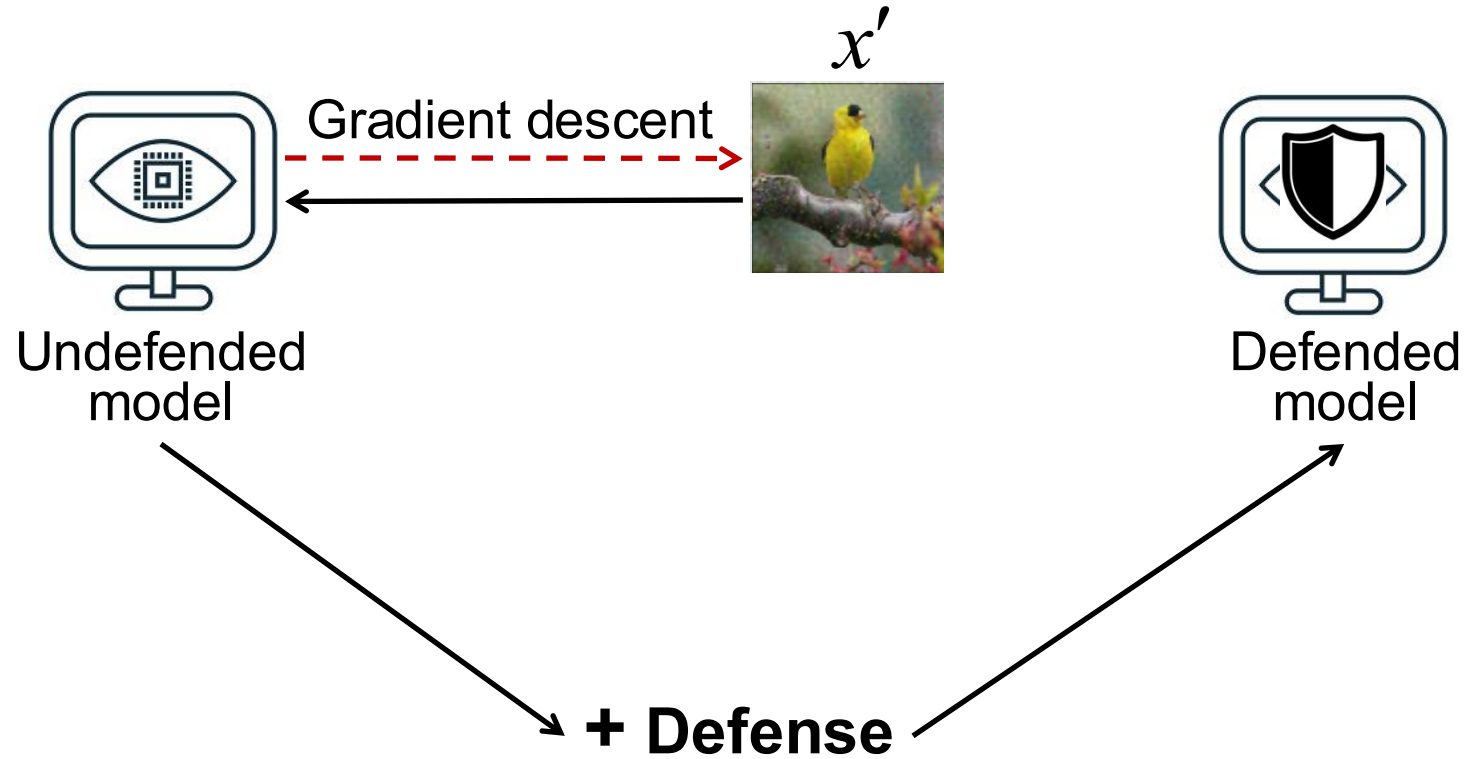 x′
Gradient descent
Undefended
model
Defended
model
+ Defense